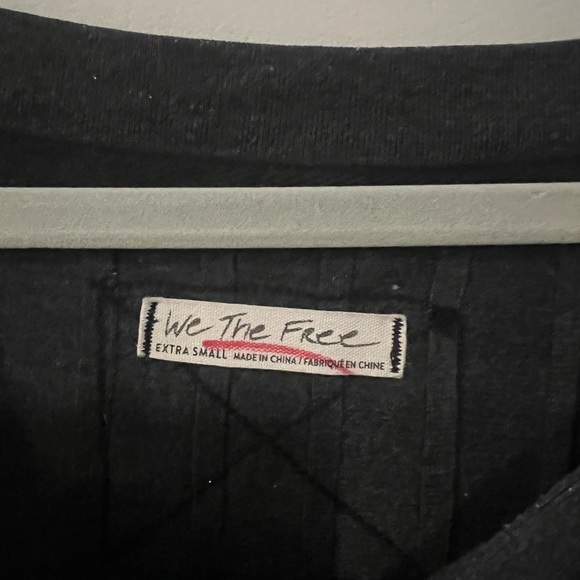 We The Free
EXTRA SMALL MADE IN CHINA / FABRIQUÉ EN CHINE